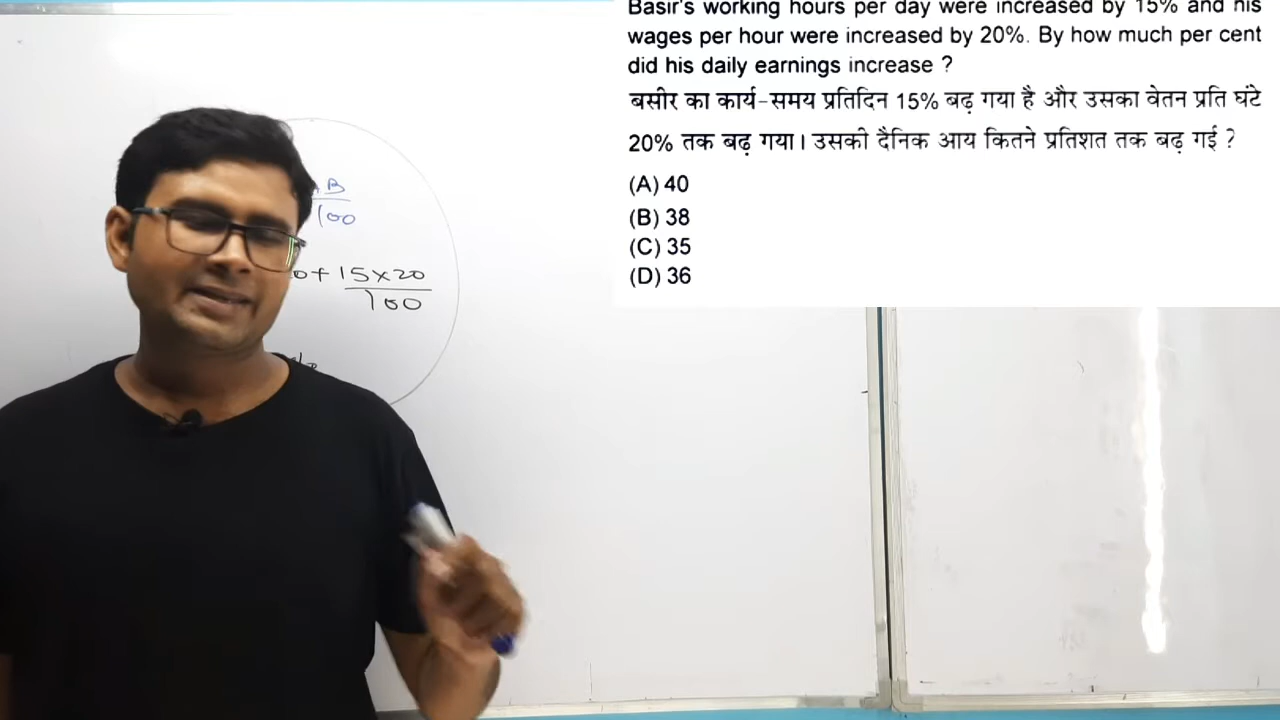 Basir's working hours per day were increased by 15% and his
wages per hour were increased by 20%. By how much per cent
did his daily earnings increase ?
बसीर का कार्य-समय प्रतिदिन 15% बढ़ गया है और उसका वेतन प्रति घंटे
20% तक बढ़ गया। उसकी दैनिक आय कितने प्रतिशत तक बढ़ गई ?
(A) 40
(B) 38
(C) 35
(D) 36
B
100
0+ 15×20
100